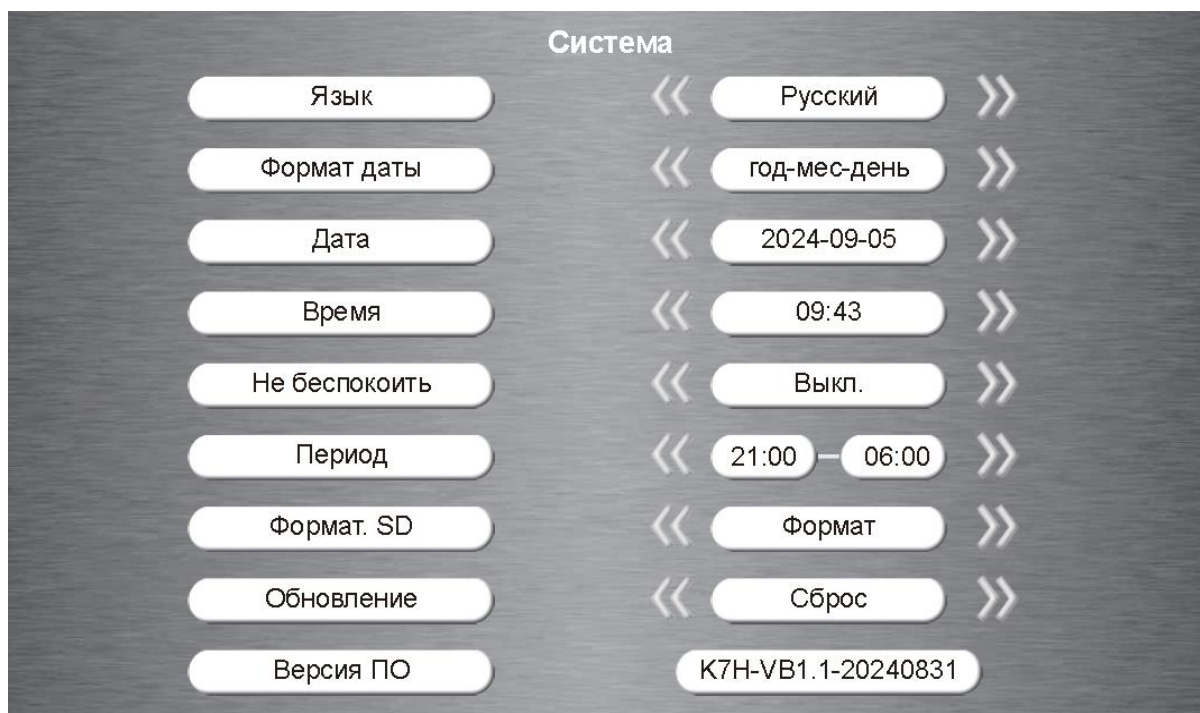 Система
Язык Русский
Формат даты год-мес-день
Дата 2024-09-05
Время 09:43
Не беспокоить Выкл.
Период 21:00 – 06:00
Формат. SD Формат
Обновление Сброс
Версия ПО K7H-VB1.1-20240831